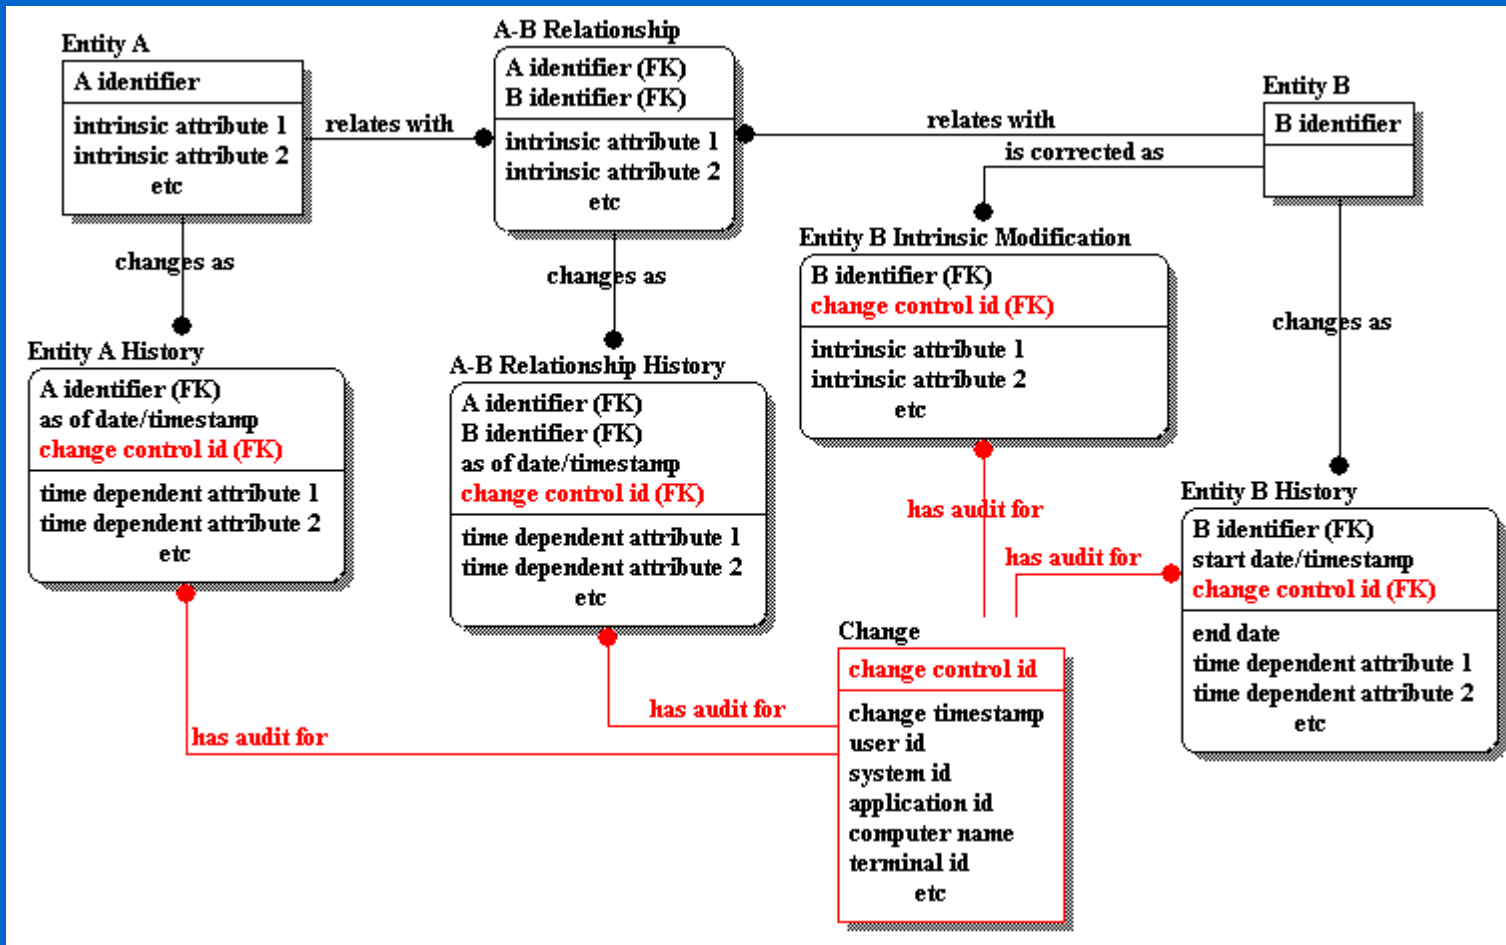 Entity A
A identifier
intrinsic attribute 1
intrinsic attribute 2
etc
relates with
A-B Relationship
A identifier (FK)
B identifier (FK)
intrinsic attribute 1
intrinsic attribute 2
etc
relates with
is corrected as
Entity B
B identifier
changes as
changes as
changes as
Entity A History
A identifier (FK)
as of date/timestamp
change control id (FK)
time dependent attribute 1
time dependent attribute 2
etc
A-B Relationship History
A identifier (FK)
B identifier (FK)
as of date/timestamp
change control id (FK)
time dependent attribute 1
time dependent attribute 2
etc
Entity B Intrinsic Modification
B identifier (FK)
change control id (FK)
intrinsic attribute 1
intrinsic attribute 2
etc
Entity B History
B identifier (FK)
start date/timestamp
change control id (FK)
end date
time dependent attribute 1
time dependent attribute 2
etc
has audit for
has audit for
has audit for
has audit for
Change
change control id
change timestamp
user id
system id
application id
computer name
terminal id
etc